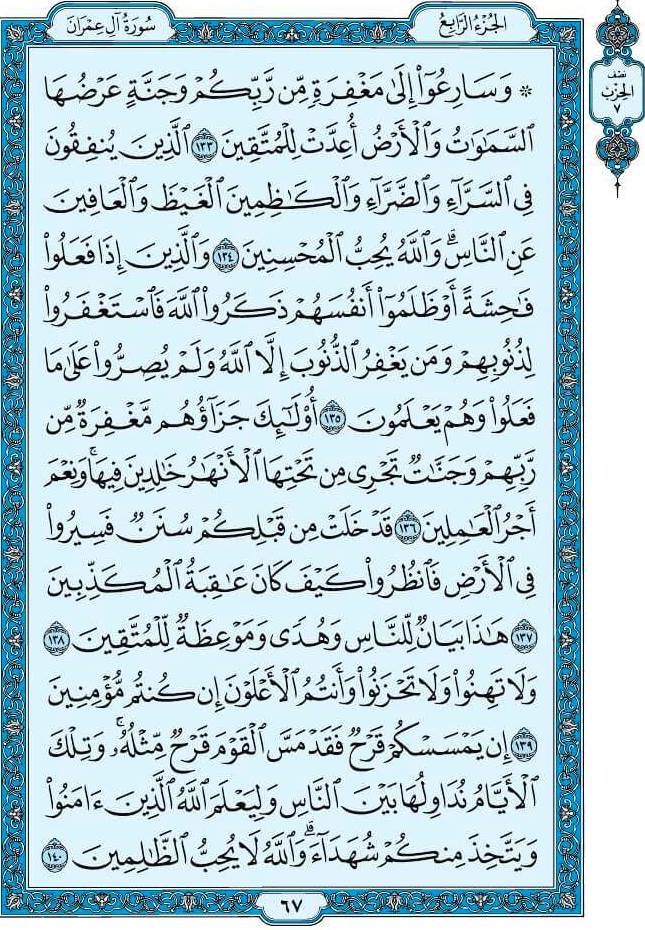 سُورَةُ آلِ عِمْرَانَ
الجُزْءُ الرَّابِعُ
نصف
الحزب
٧
۞ وَسَارِعُوٓا۟ إِلَىٰ مَغْفِرَةٍ مِّن رَّبِّكُمْ وَجَنَّةٍ عَرْضُهَا
ٱلسَّمَٰوَٰتُ وَٱلْأَرْضُ أُعِدَّتْ لِلْمُتَّقِينَ ١٣٣ ٱلَّذِينَ يُنفِقُونَ
فِى ٱلسَّرَّآءِ وَٱلضَّرَّآءِ وَٱلْكَٰظِمِينَ ٱلْغَيْظَ وَٱلْعَافِينَ
عَنِ ٱلنَّاسِ ۗ وَٱللَّهُ يُحِبُّ ٱلْمُحْسِنِينَ ١٣٤ وَٱلَّذِينَ إِذَا فَعَلُوا۟
فَٰحِشَةً أَوْ ظَلَمُوٓا۟ أَنفُسَهُمْ ذَكَرُوا۟ ٱللَّهَ فَٱسْتَغْفَرُوا۟
لِذُنُوبِهِمْ وَمَن يَغْفِرُ ٱلذُّنُوبَ إِلَّا ٱللَّهُ وَلَمْ يُصِرُّوا۟ عَلَىٰ مَا
فَعَلُوا۟ وَهُمْ يَعْلَمُونَ ١٣٥ أُو۟لَٰٓئِكَ جَزَآؤُهُم مَّغْفِرَةٌ مِّن
رَّبِّهِمْ وَجَنَّٰتٌ تَجْرِى مِن تَحْتِهَا ٱلْأَنْهَٰرُ خَٰلِدِينَ فِيهَا ۚ وَنِعْمَ
أَجْرُ ٱلْعَٰمِلِينَ ١٣٦ قَدْ خَلَتْ مِن قَبْلِكُمْ سُنَنٌ فَسِيرُوا۟
فِى ٱلْأَرْضِ فَٱنظُرُوا۟ كَيْفَ كَانَ عَٰقِبَةُ ٱلْمُكَذِّبِينَ
١٣٧ هَٰذَا بَيَانٌ لِّلنَّاسِ وَهُدًى وَمَوْعِظَةٌ لِّلْمُتَّقِينَ ١٣٨
وَلَا تَهِنُوا۟ وَلَا تَحْزَنُوا۟ وَأَنتُمُ ٱلْأَعْلَوْنَ إِن كُنتُم مُّؤْمِنِينَ
١٣٩ إِن يَمْسَسْكُمْ قَرْحٌ فَقَدْ مَسَّ ٱلْقَوْمَ قَرْحٌ مِّثْلُهُۥ ۚ وَتِلْكَ
ٱلْأَيَّامُ نُدَاوِلُهَا بَيْنَ ٱلنَّاسِ وَلِيَعْلَمَ ٱللَّهُ ٱلَّذِينَ ءَامَنُوا۟
وَيَتَّخِذَ مِنكُمْ شُهَدَآءَ ۗ وَٱللَّهُ لَا يُحِبُّ ٱلظَّٰلِمِينَ ١٤٠
٦٧